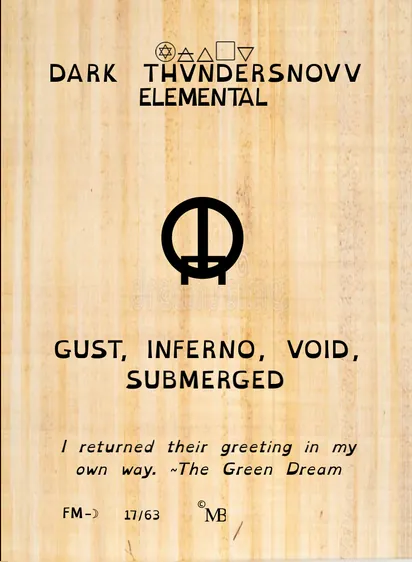 DARK THVNDERSNOVV
ELEMENTAL
GUST, INFERNO, VOID,
SUBMERGED
I returned their greeting in my
own way. ~The Green Dream
FM-☽ 17/63 © MB